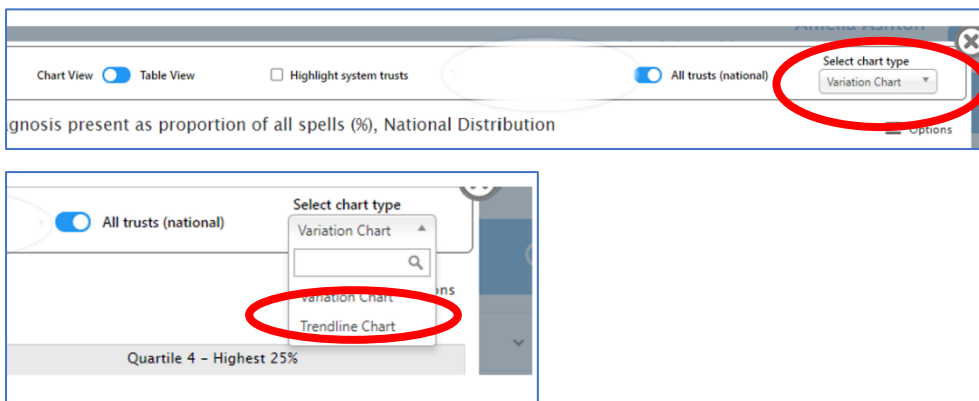 Amelia Ashton
Select chart type
Chart View Table View Highlight system trusts All trusts (national) Variation Chart
gnosis present as proportion of all spells (%), National Distribution
Options
Select chart type
All trusts (national) Variation Chart
ons
Variation Chart
Trendline Chart
Quartile 4 – Highest 25%